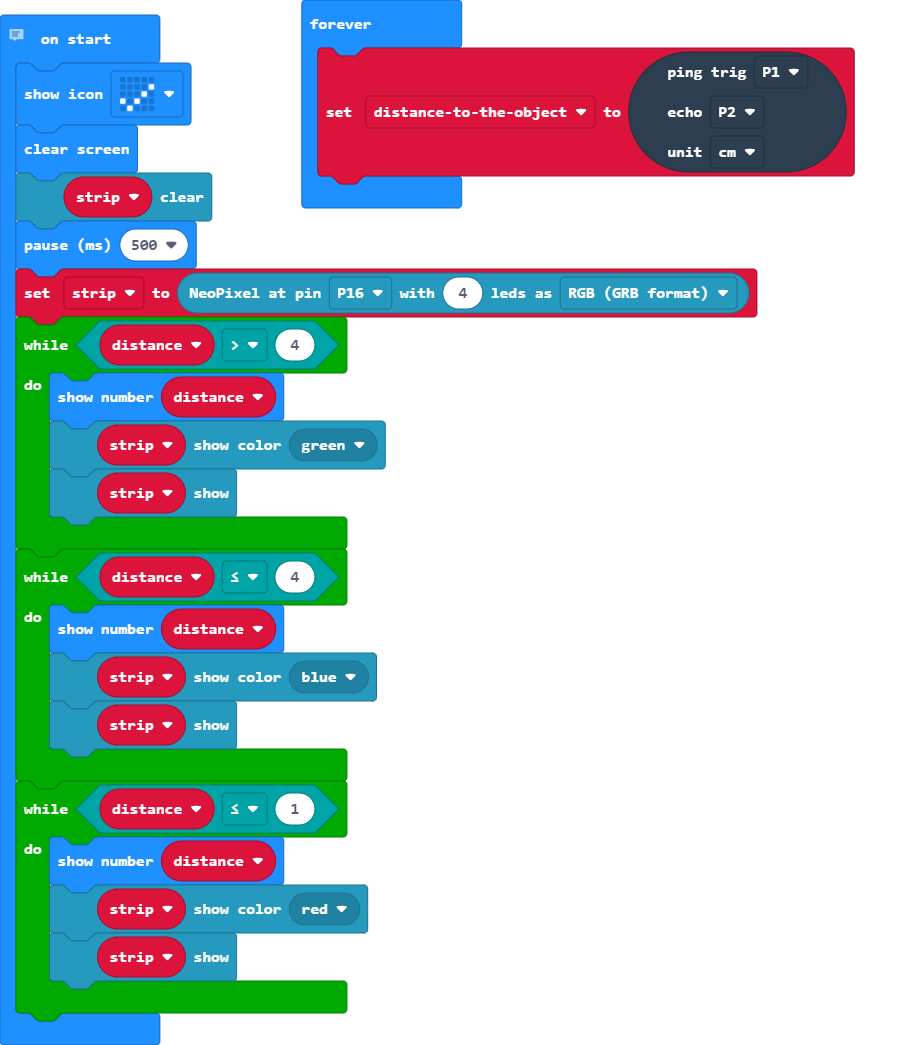 on start
show icon
clear screen
strip clear
pause (ms) 500
set strip to NeoPixel at pin P16 with 4 leds as RGB (GRB format)
while distance > 4
do
show number distance
strip show color green
strip show
while distance ≤ 4
do
show number distance
strip show color blue
strip show
while distance ≤ 1
do
show number distance
strip show color red
strip show
forever
ping trig P1
set distance-to-the-object to echo P2
unit cm